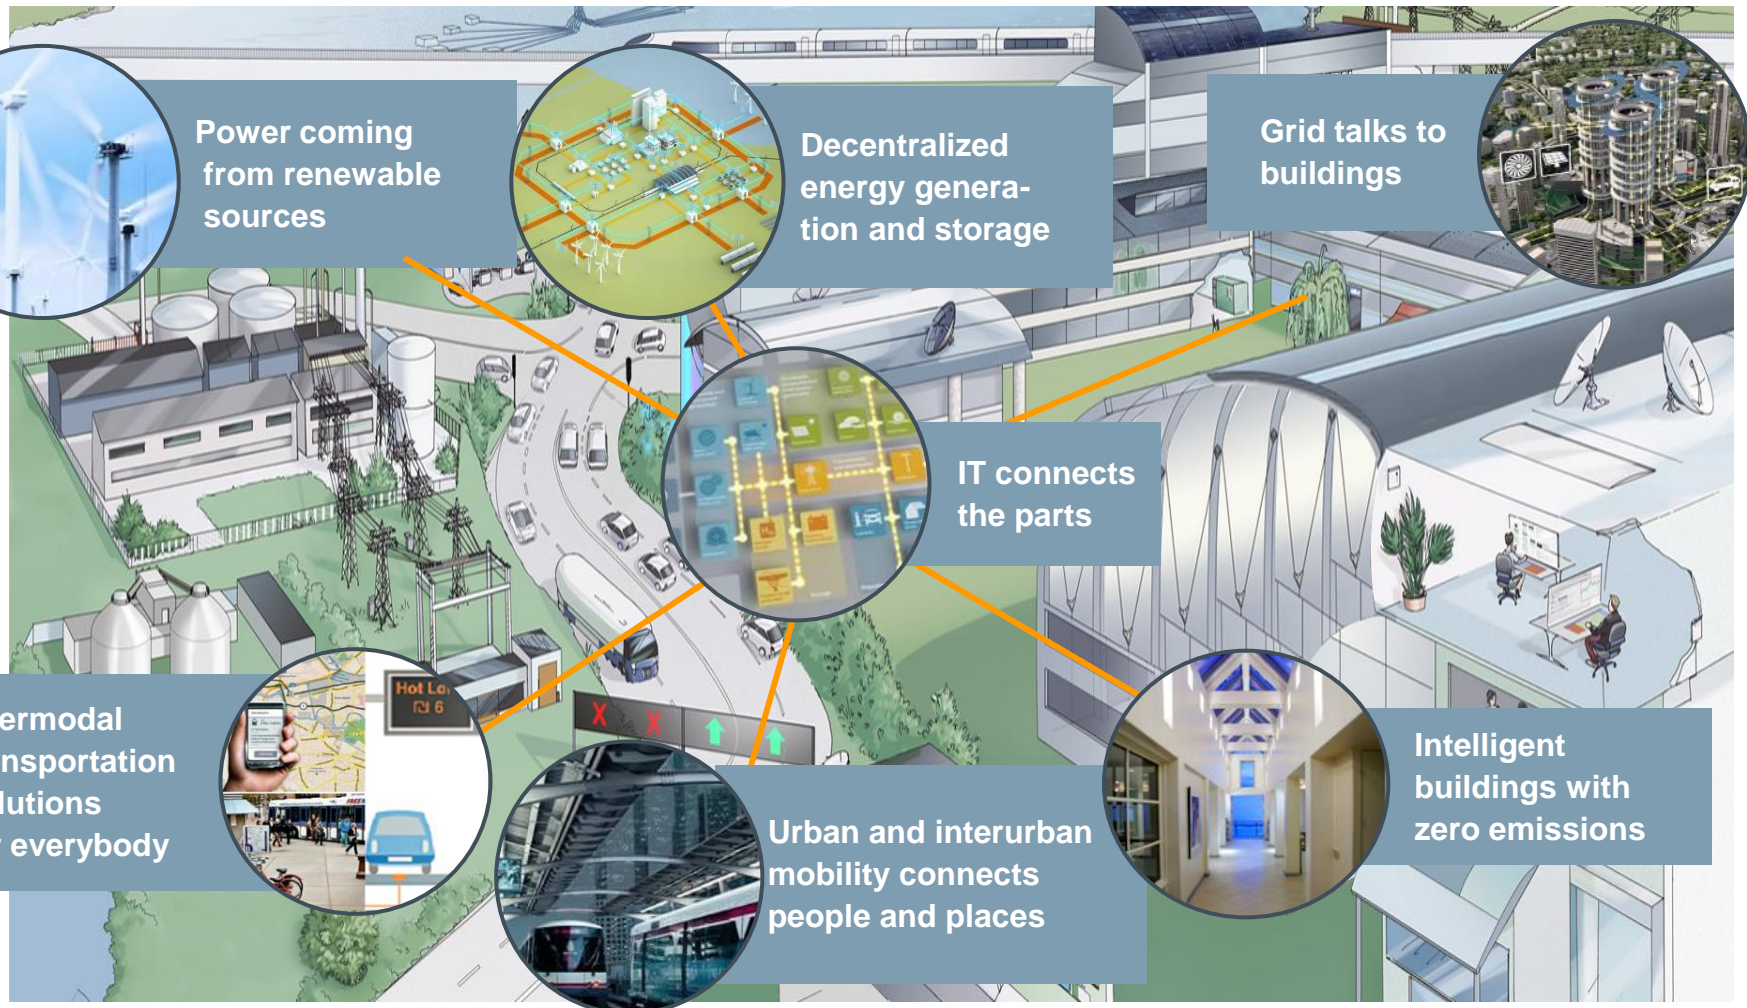 Power coming
from renewable
sources
Decentralized
energy genera-
tion and storage
Grid talks to
buildings
IT connects
the parts
ermodal
nsportation
lutions
everybody
Hot La
₪ 6
X X
Urban and interurban
mobility connects
people and places
Intelligent
buildings with
zero emissions